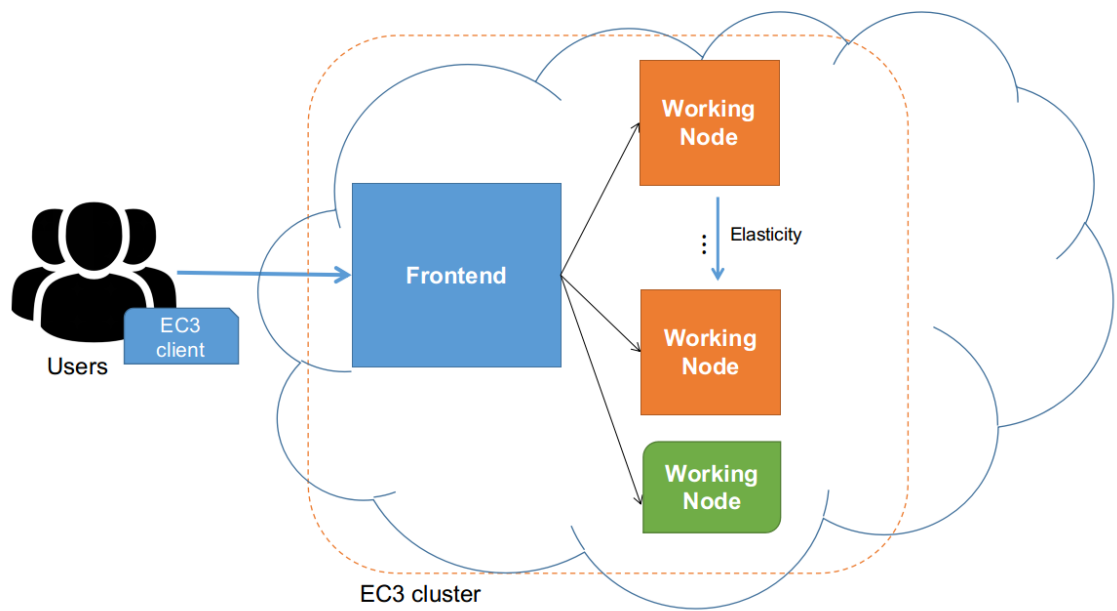 Working
Node
Elasticity
Frontend
EC3
client
Users
Working
Node
Working
Node
EC3 cluster